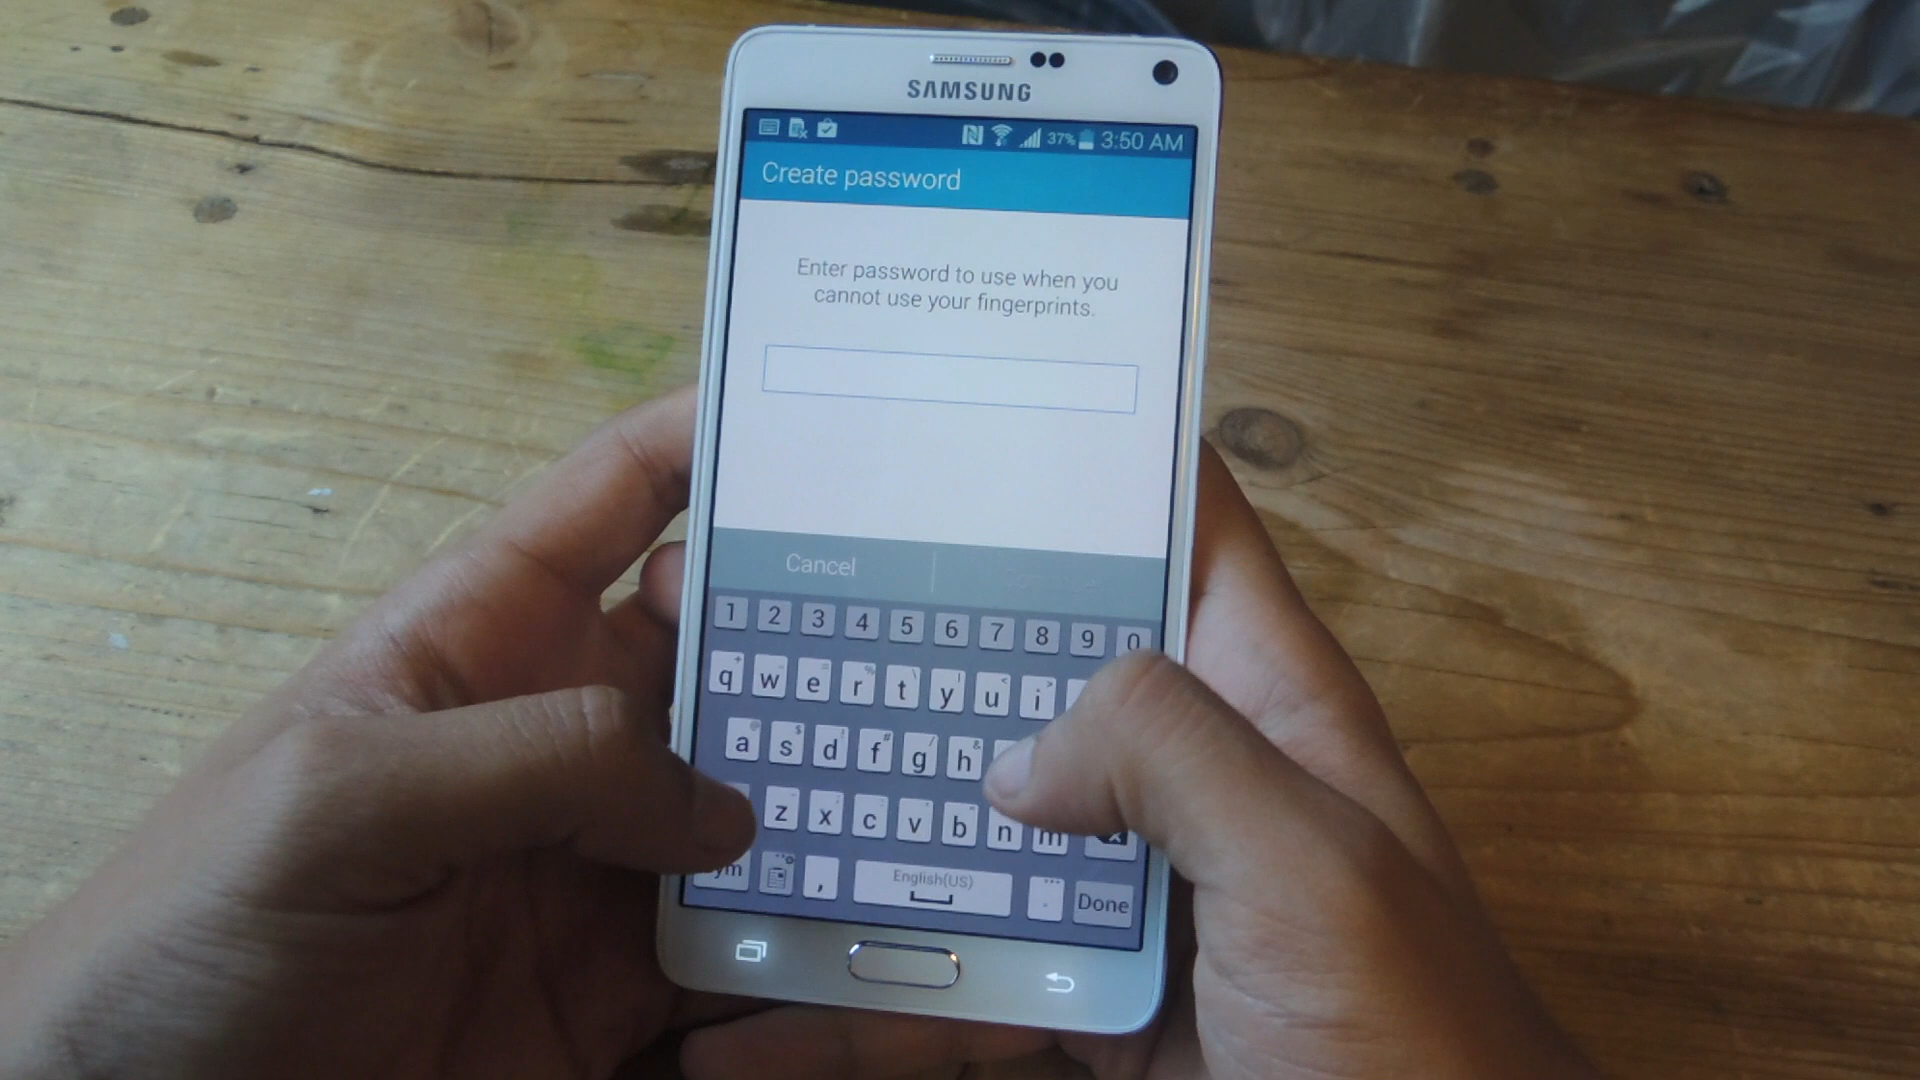 SAMSUNG
37% 3:50 AM
Create password
Enter password to use when you
cannot use your fingerprints.
Cancel
1 2 3 4 5 6 7 8 9 0
q w e r t y u i
a s d f g h
z x c v b n m
, English(US) . Done